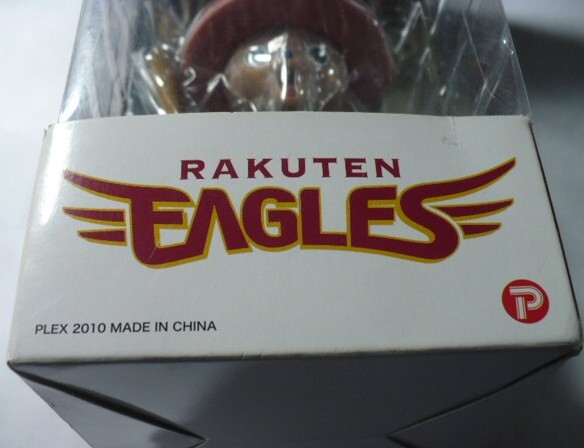 RAKUTEN
EAGLES
PLEX 2010 MADE IN CHINA
P